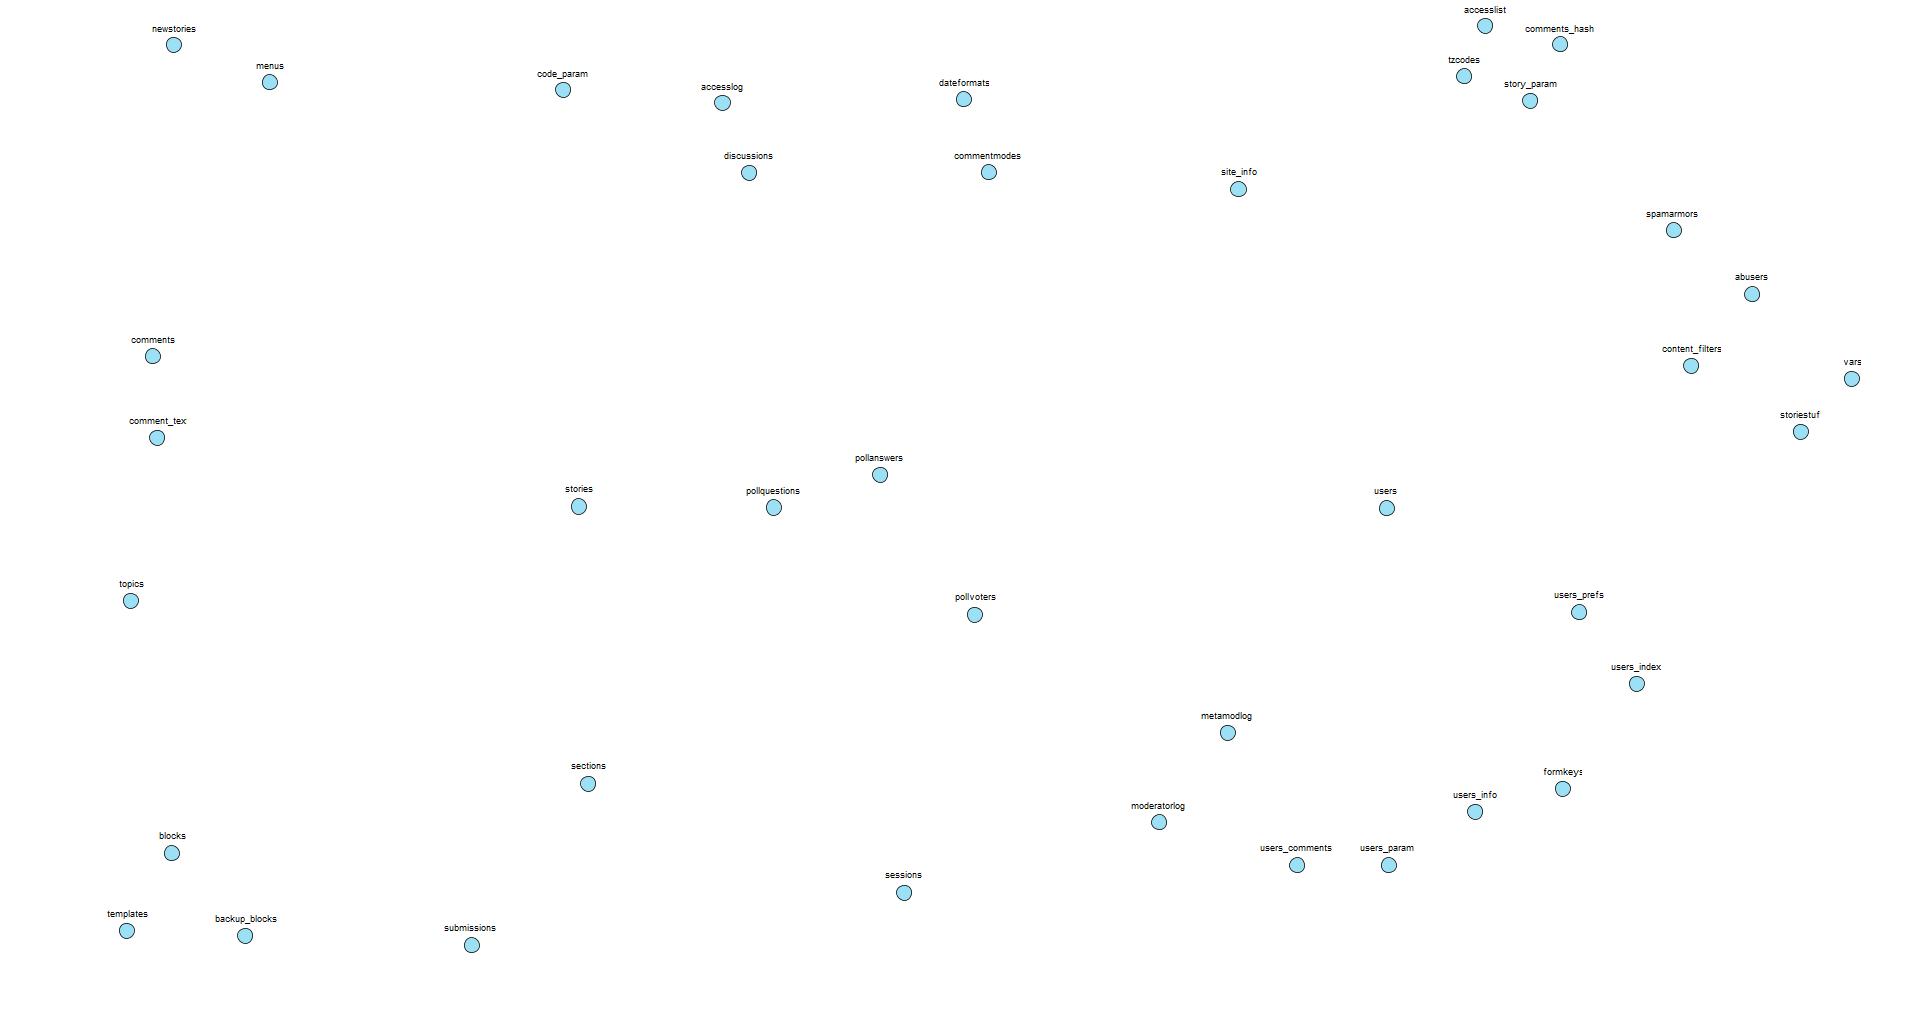 accesslist
newstories
comments_hash
tzcodes
menus
code_param
dateformats
story_param
accesslog
discussions
commentmodes
site_info
spamarmors
abusers
comments
content_filters
vars
storiestuf
comment_tex
pollanswers
stories
pollquestions
users
topics
users_prefs
pollvoters
users_index
metamodlog
sections
formkeys
users_info
moderatorlog
blocks
users_comments
users_param
sessions
templates
backup_blocks
submissions